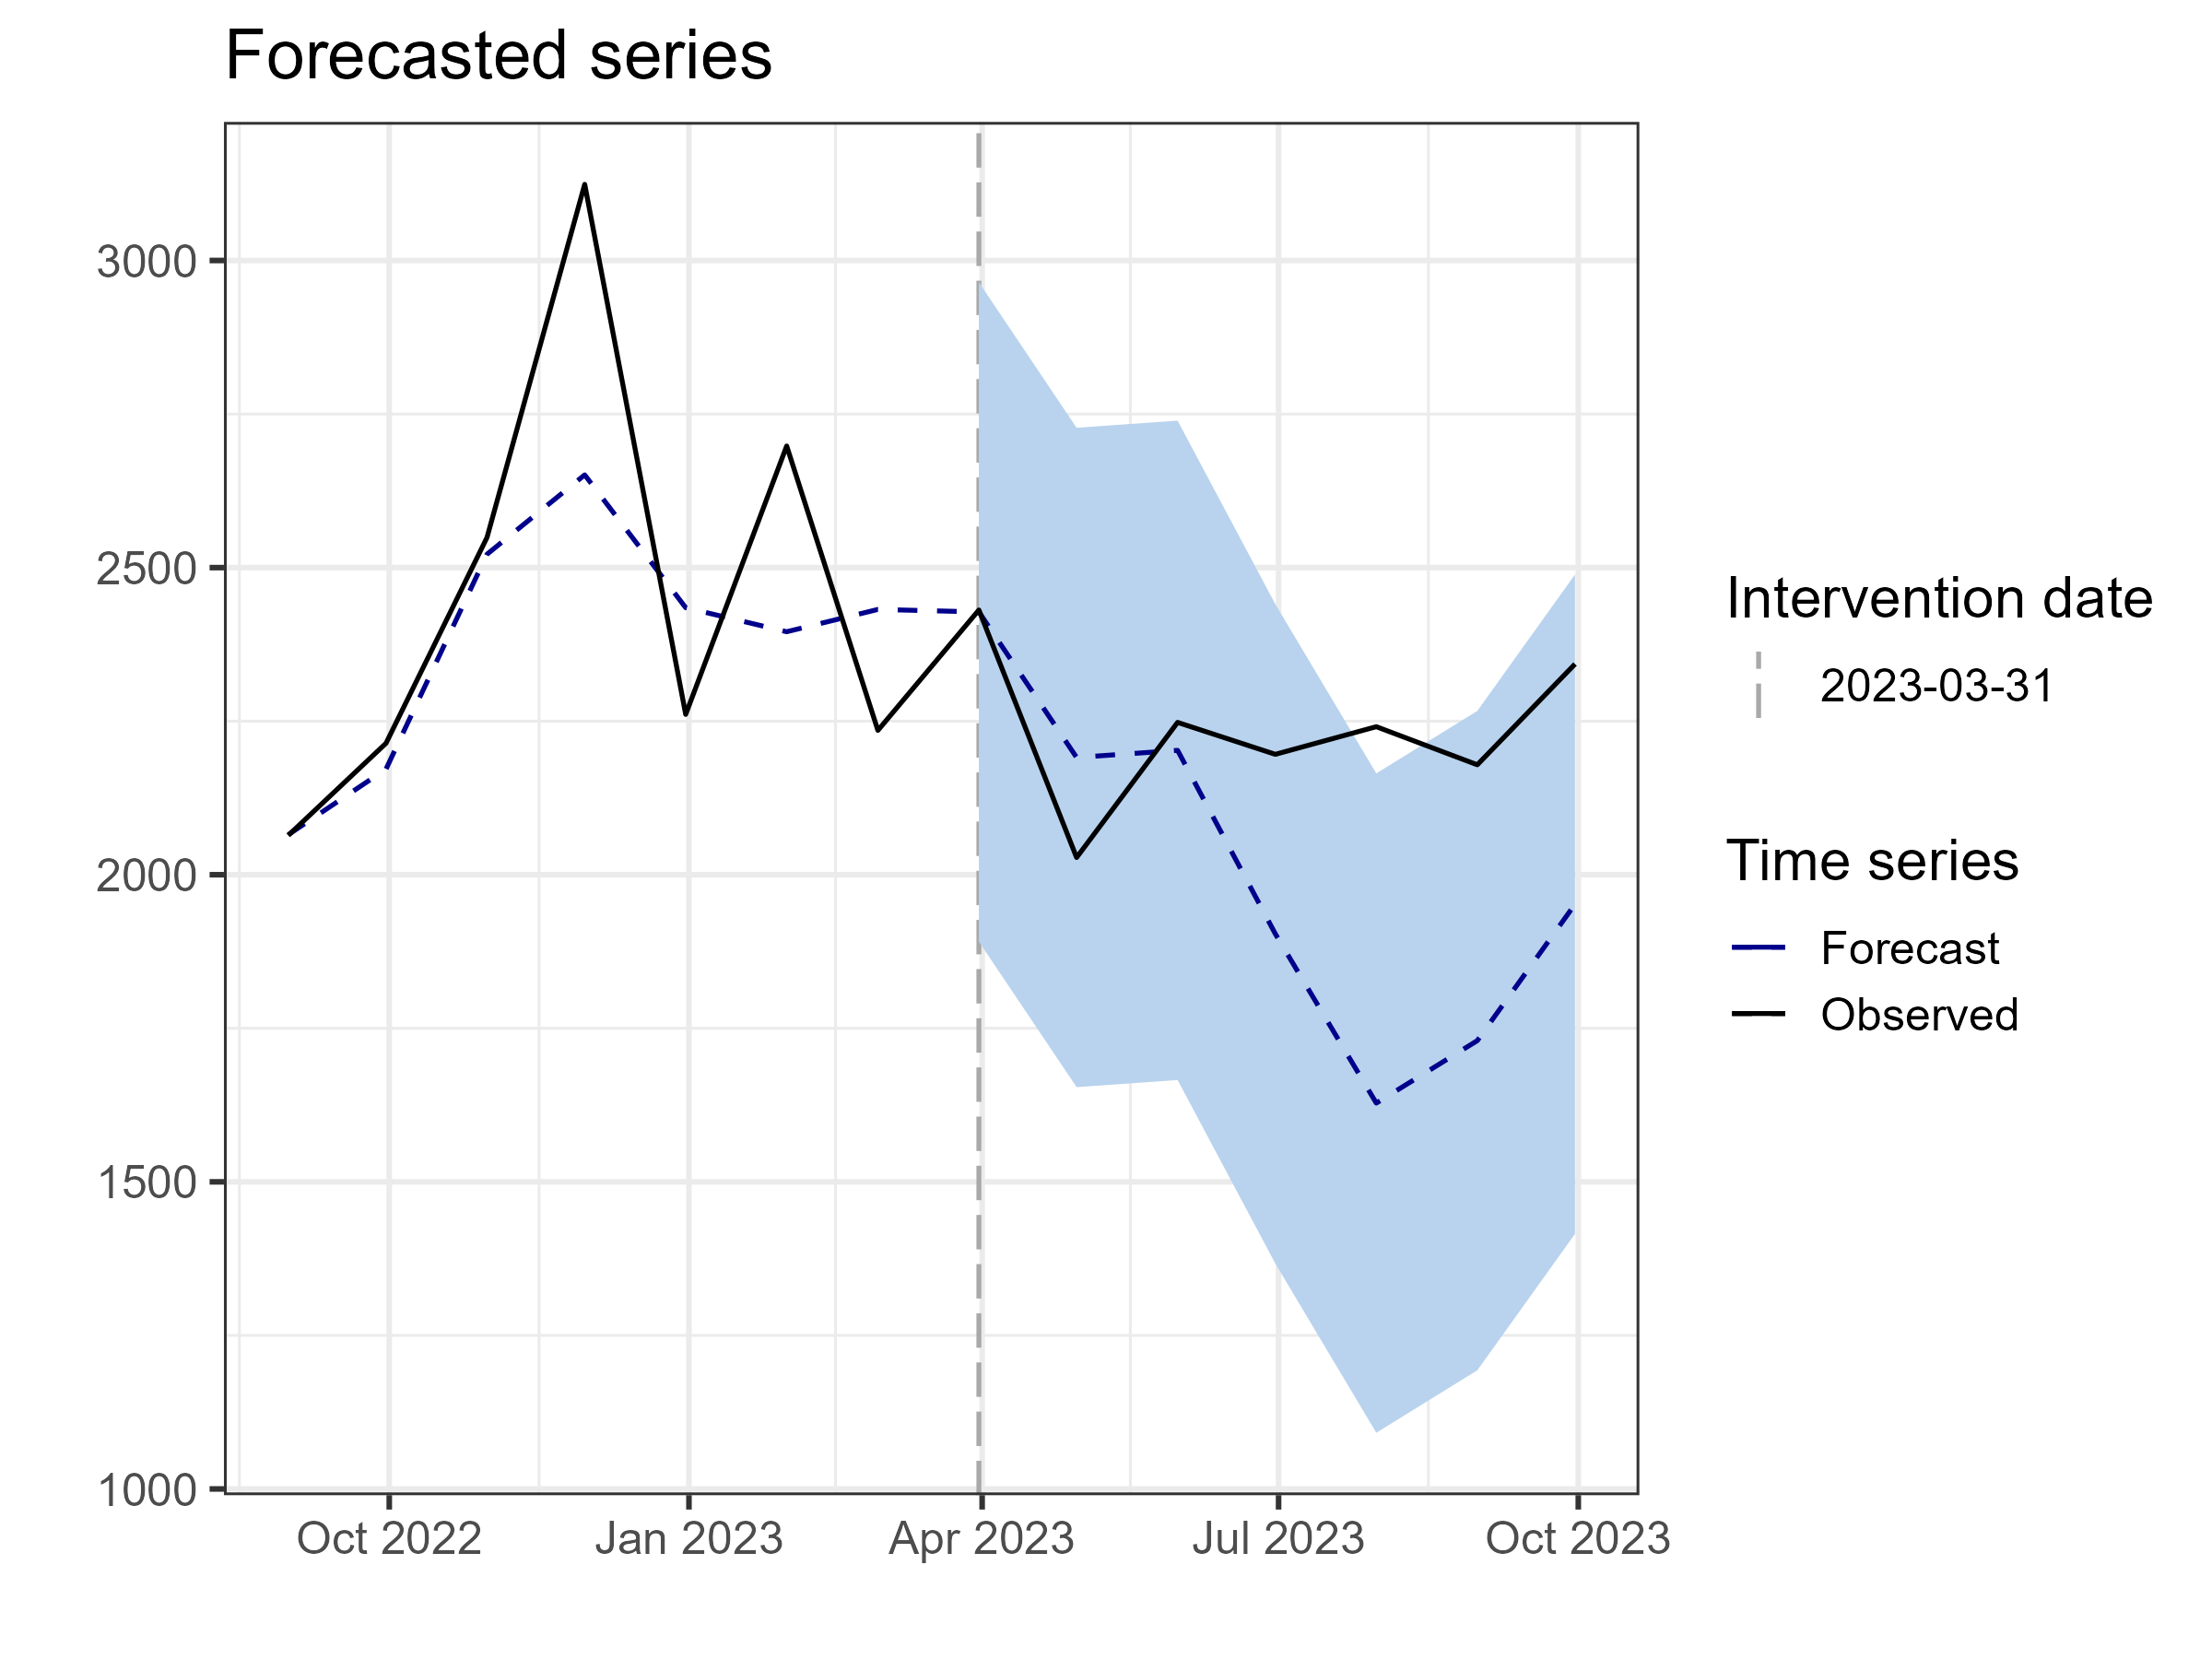 Forecasted series
3000
2500
2000
1500
1000
Oct 2022
Jan 2023
Apr 2023
Jul 2023
Oct 2023
Intervention date
2023-03-31
Time series
Forecast
Observed